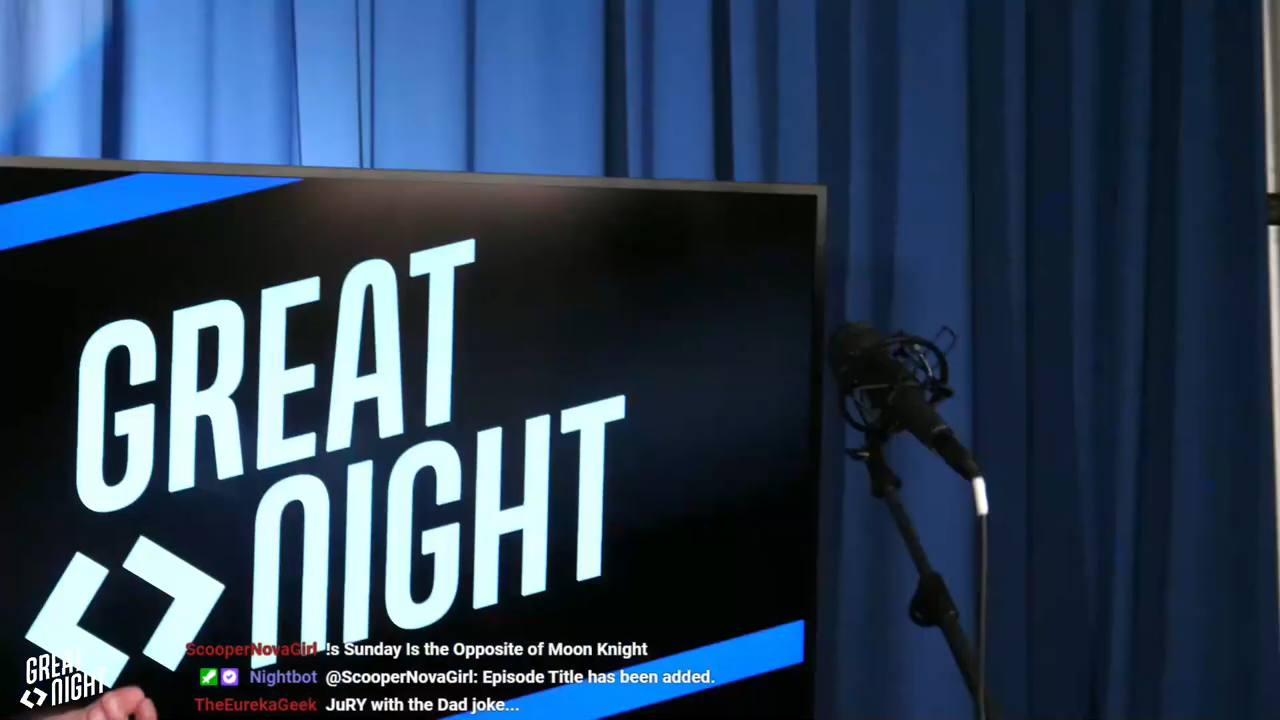 GREAT
NIGHT
ScooperNovaGirl !s Sunday Is the Opposite of Moon Knight
Nightbot @ScooperNovaGirl: Episode Title has been added.
TheEurekaGeek JuRY with the Dad joke...
GREAT
NIGHT